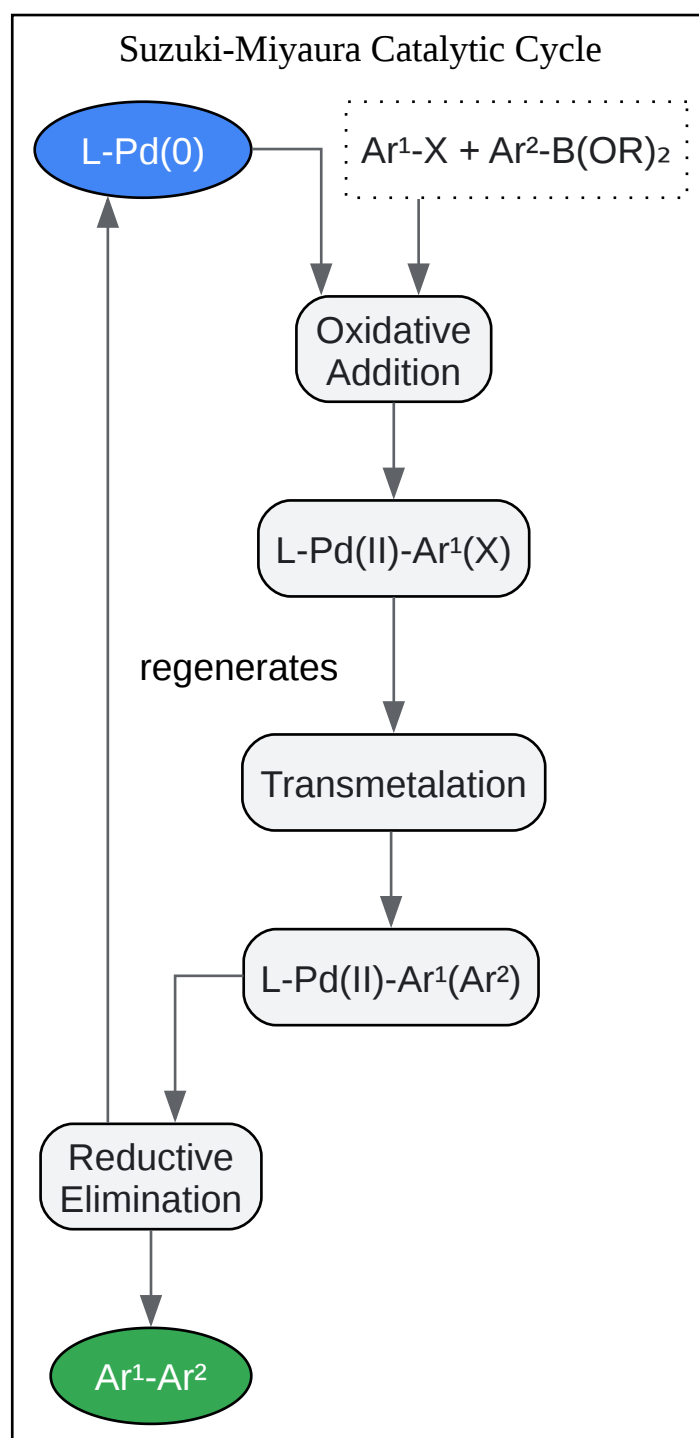 Suzuki-Miyaura Catalytic Cycle
L-Pd(0)
Ar¹-X + Ar²-B(OR)₂
Oxidative
Addition
L-Pd(II)-Ar¹(X)
regenerates
Transmetalation
L-Pd(II)-Ar¹(Ar²)
Reductive
Elimination
Ar¹-Ar²